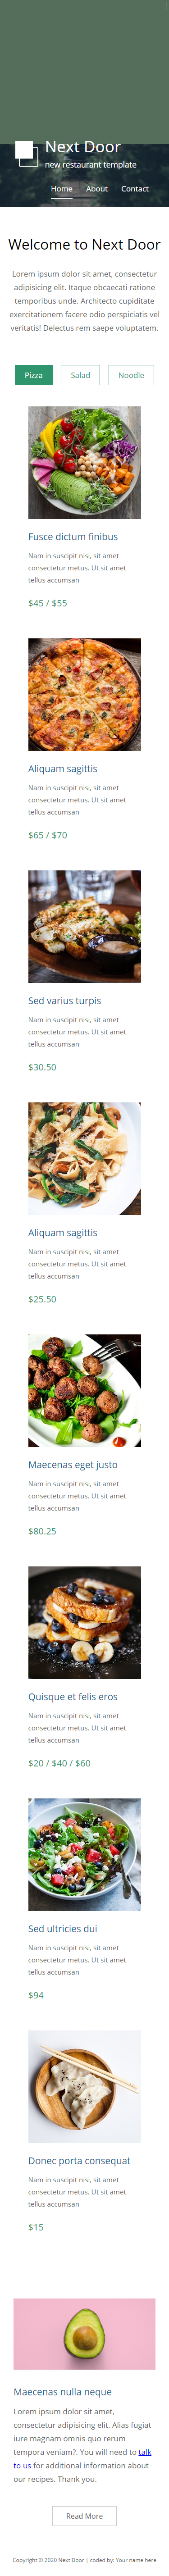 Next Door
new restaurant template
Home About Contact
Welcome to Next Door
Lorem ipsum dolor sit amet, consectetur
adipisicing elit. Itaque obcaecati ratione
temporibus unde. Architecto cupiditate
exercitationem facere odio perspiciatis vel
veritatis! Delectus rem saepe voluptatem.
Pizza Salad Noodle
Fusce dictum finibus
Nam in suscipit nisi, sit amet
consectetur metus. Ut sit amet
tellus accumsan
$45 / $55
Aliquam sagittis
Nam in suscipit nisi, sit amet
consectetur metus. Ut sit amet
tellus accumsan
$65 / $70
Sed varius turpis
Nam in suscipit nisi, sit amet
consectetur metus. Ut sit amet
tellus accumsan
$30.50
Aliquam sagittis
Nam in suscipit nisi, sit amet
consectetur metus. Ut sit amet
tellus accumsan
$25.50
Maecenas eget justo
Nam in suscipit nisi, sit amet
consectetur metus. Ut sit amet
tellus accumsan
$80.25
Quisque et felis eros
Nam in suscipit nisi, sit amet
consectetur metus. Ut sit amet
tellus accumsan
$20 / $40 / $60
Sed ultricies dui
Nam in suscipit nisi, sit amet
consectetur metus. Ut sit amet
tellus accumsan
$94
Donec porta consequat
Nam in suscipit nisi, sit amet
consectetur metus. Ut sit amet
tellus accumsan
$15
Maecenas nulla neque
Lorem ipsum dolor sit amet,
consectetur adipisicing elit. Alias fugiat
iure magnam omnis quo rerum
tempora veniam?. You will need to talk
to us for additional information about
our recipes. Thank you.
Read More
Copyright © 2020 Next Door | coded by: Your name here